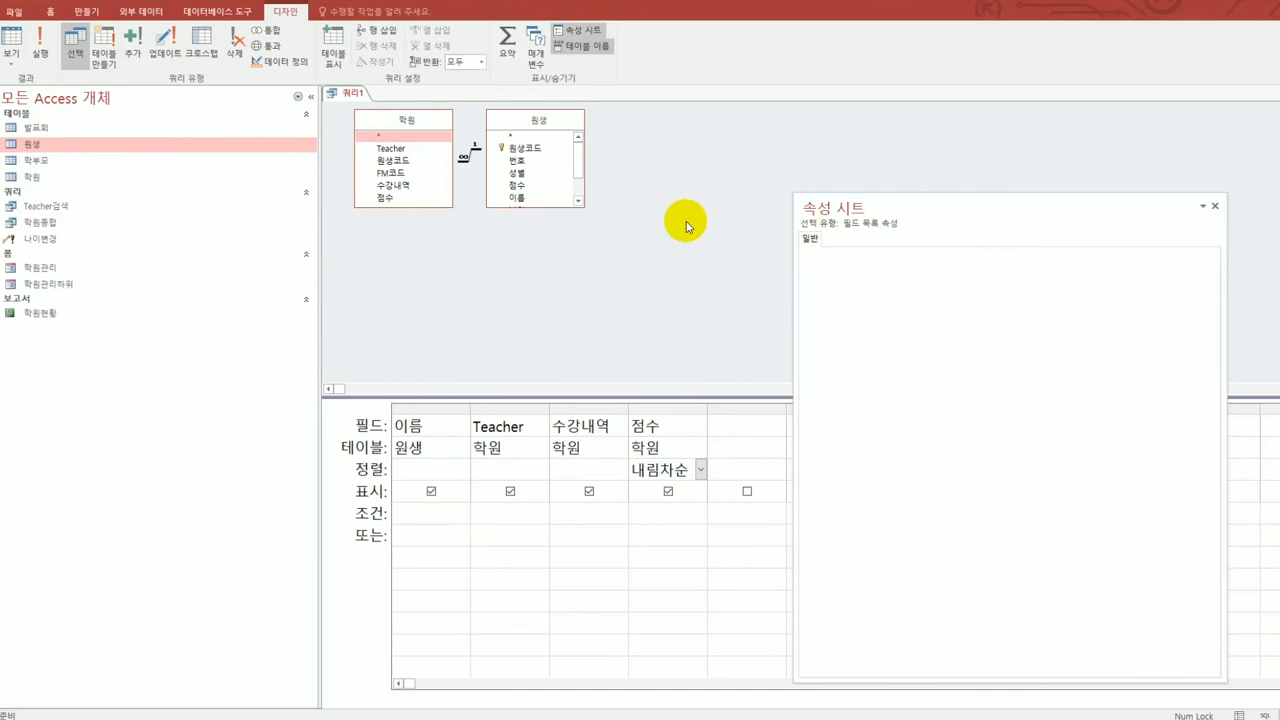 파일 홈 만들기 외부 데이터 데이터베이스 도구 디자인 수행할 작업을 알려 주세요.
보기 실행 선택 테이블 만들기 추가 업데이트 크로스탭 삭제 통합 통과 데이터 정의 테이블 표시 행 삽입 행 삭제 작성기 열 삽입 열 삭제 반환: 모두 요약 매개 변수 속성 시트 테이블 이름
결과 쿼리 유형 쿼리 설정 표시/숨기기
모든 Access 개체
테이블
발표회
원생
학부모
학원
쿼리
Teacher검색
학원종합
나이변경
폼
학원관리
학원관리하위
보고서
학원현황
쿼리1
학원
*
Teacher
원생코드
FM코드
수강내역
점수
∞ 1
원생
*
원생코드
번호
성별
점수
이름
속성 시트
선택 유형: 필드 목록 속성
일반
필드: 이름 Teacher 수강내역 점수
테이블: 원생 학원 학원 학원
정렬: 내림차순
표시:
조건:
또는:
준비 Num Lock SQL